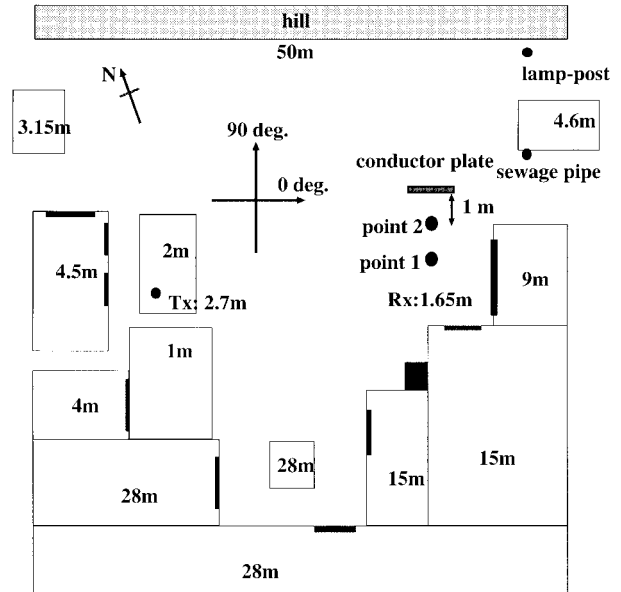 hill
50m
lamp-post
N
3.15m
4.6m
90 deg.
conductor plate
sewage pipe
0 deg.
1 m
point 2
2m
4.5m
point 1
9m
Tx: 2.7m
Rx:1.65m
1m
4m
28m
15m
15m
28m
28m